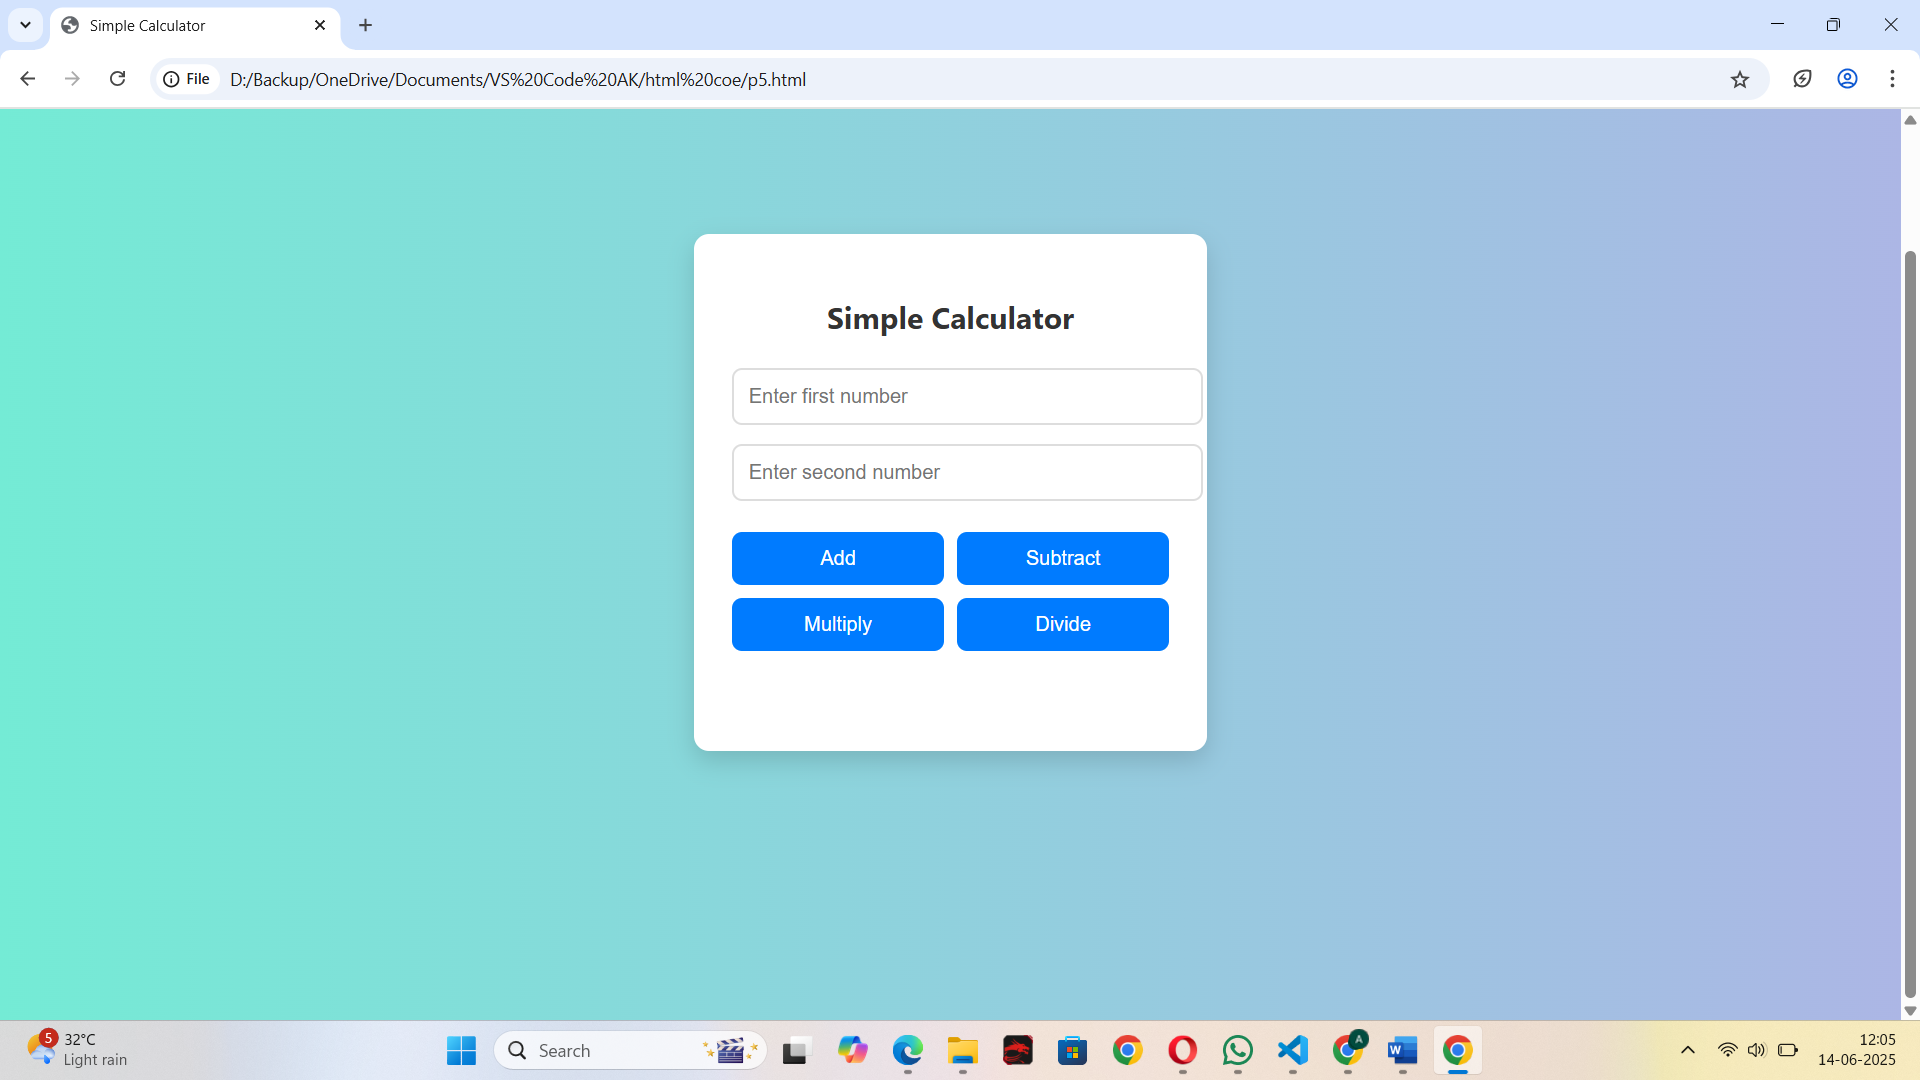 Simple Calculator
File
D:/Backup/OneDrive/Documents/VS%20Code%20AK/html%20coe/p5.html
Simple Calculator
Enter first number
Enter second number
Add
Subtract
Multiply
Divide
5
32°C
Light rain
Search
A
W
12:05
14-06-2025